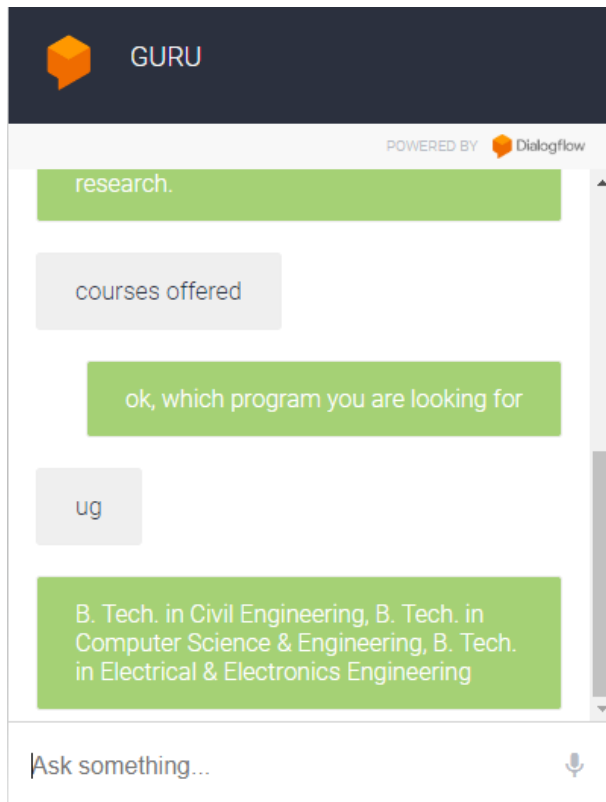 GURU
POWERED BY Dialogflow
research.
courses offered
ok, which program you are looking for
ug
B. Tech. in Civil Engineering, B. Tech. in
Computer Science & Engineering, B. Tech.
in Electrical & Electronics Engineering
Ask something...